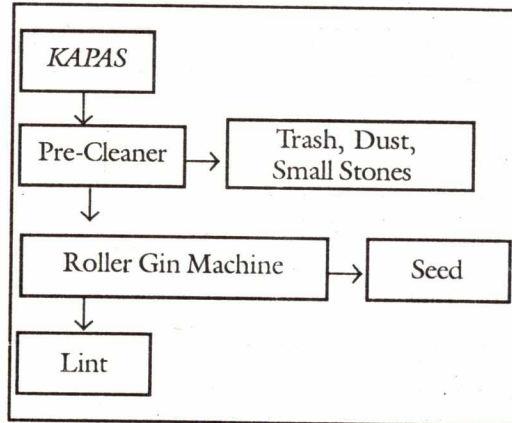 KAPAS
Pre-Cleaner
Trash, Dust,
Small Stones
Roller Gin Machine
Seed
Lint